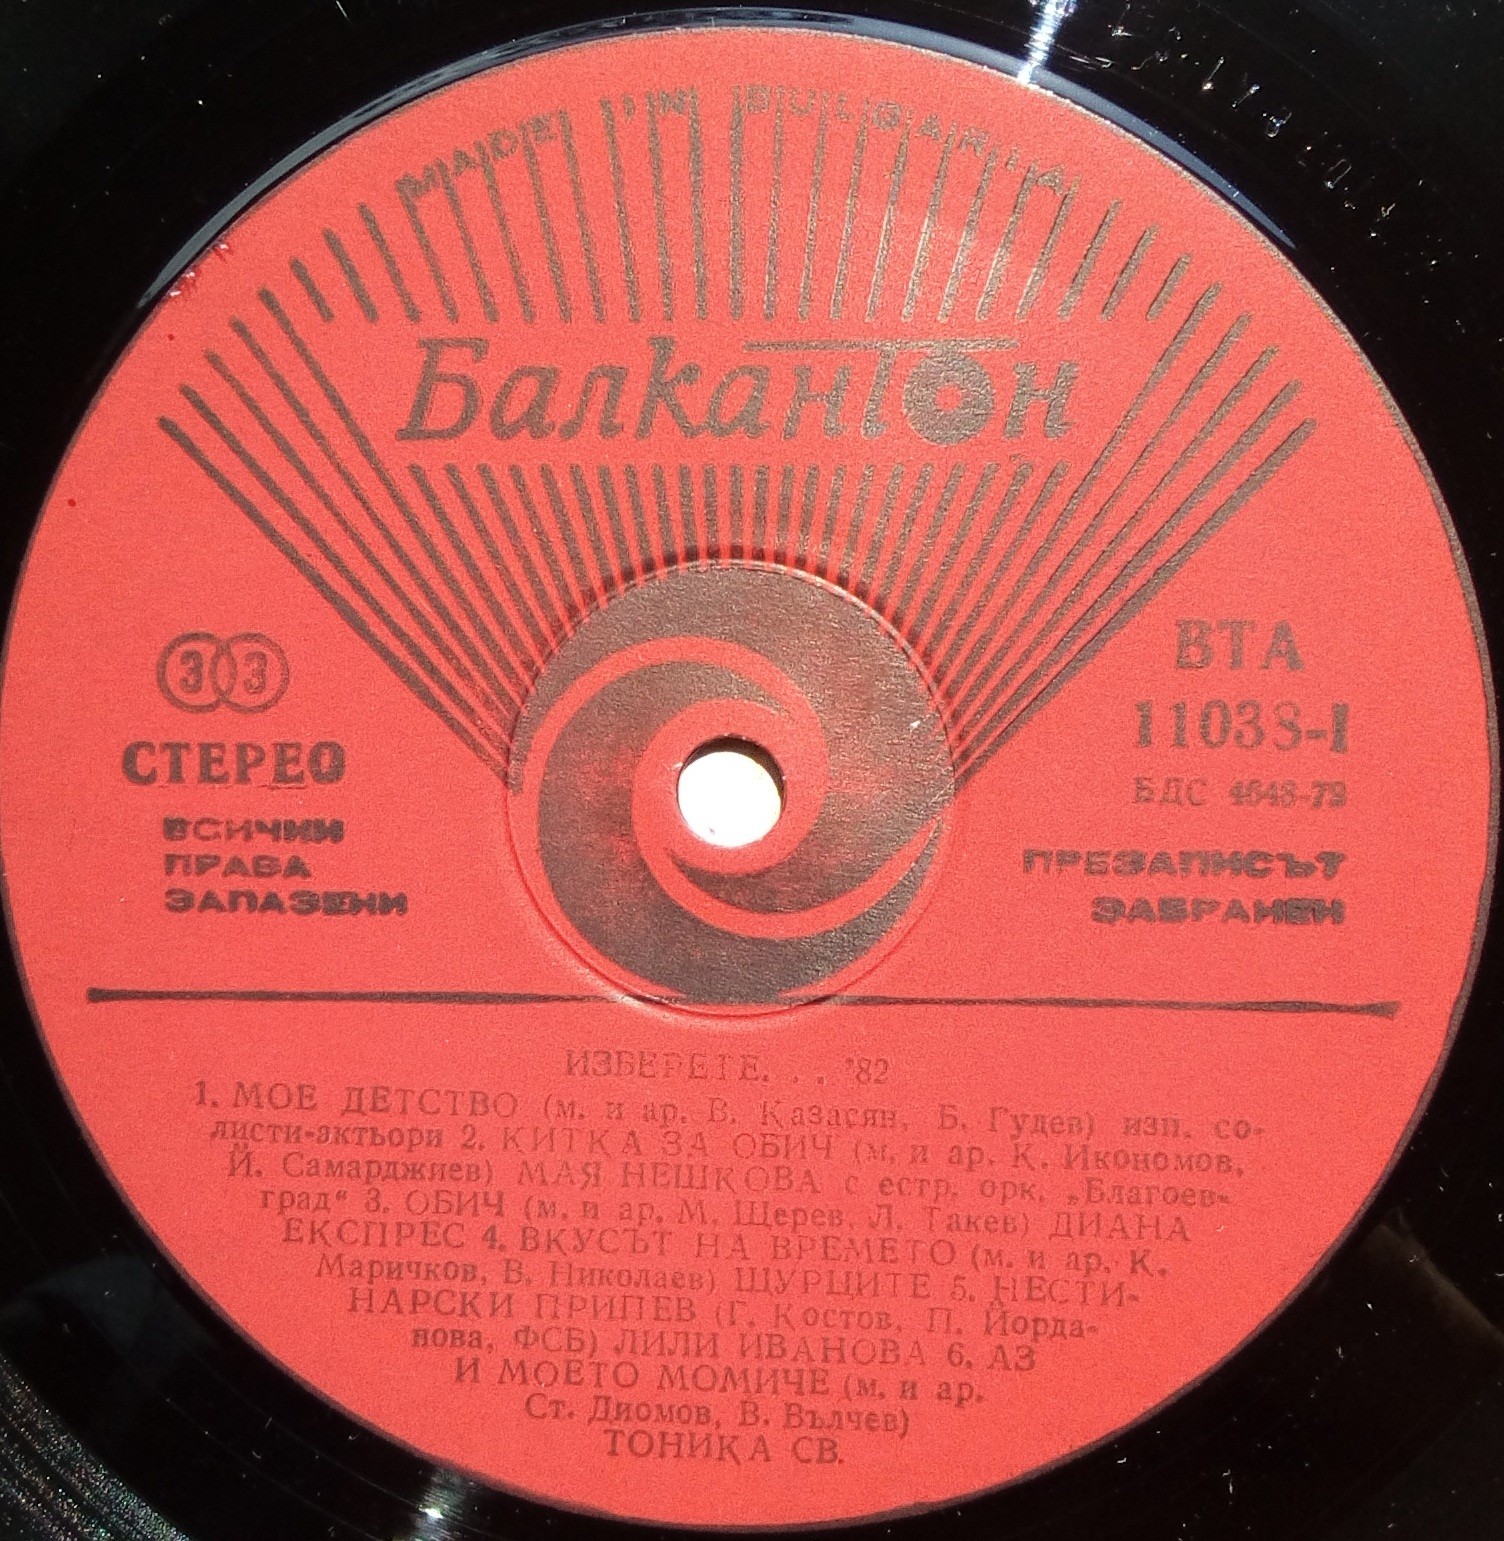 MADE IN BULGARIA
Балкантон
33
СТЕРЕО
ВСИЧКИ
ПРАВА
ЗАПАЗЕНИ
ВТА
11038-I
БДС 4648-79
ПРЕЗАПИСЪТ
ЗАБРАНЕН
ИЗБЕРЕТЕ. . . '82
1. МОЕ ДЕТСТВО (м. и ар. В. Казасян, Б. Гудев) изп. со-
листи-актьори 2. КИТКА ЗА ОБИЧ (м. и ар. К. Икономов,
Й. Самарджиев) МАЯ НЕШКОВА с естр. орк. „Благоев-
град“ 3. ОБИЧ (м. и ар. М. Щерев, Л. Такев) ДИАНА
ЕКСПРЕС 4. ВКУСЪТ НА ВРЕМЕТО (м. и ар. К.
Маричков, В. Николаев) ЩУРЦИТЕ 5. НЕСТИ-
НАРСКИ ПРИПЕВ (Г. Костов, П. Йорда-
нова, ФСБ) ЛИЛИ ИВАНОВА 6. АЗ
И МОЕТО МОМИЧЕ (м. и ар.
Ст. Диомов, В. Вълчев)
ТОНИКА СВ.